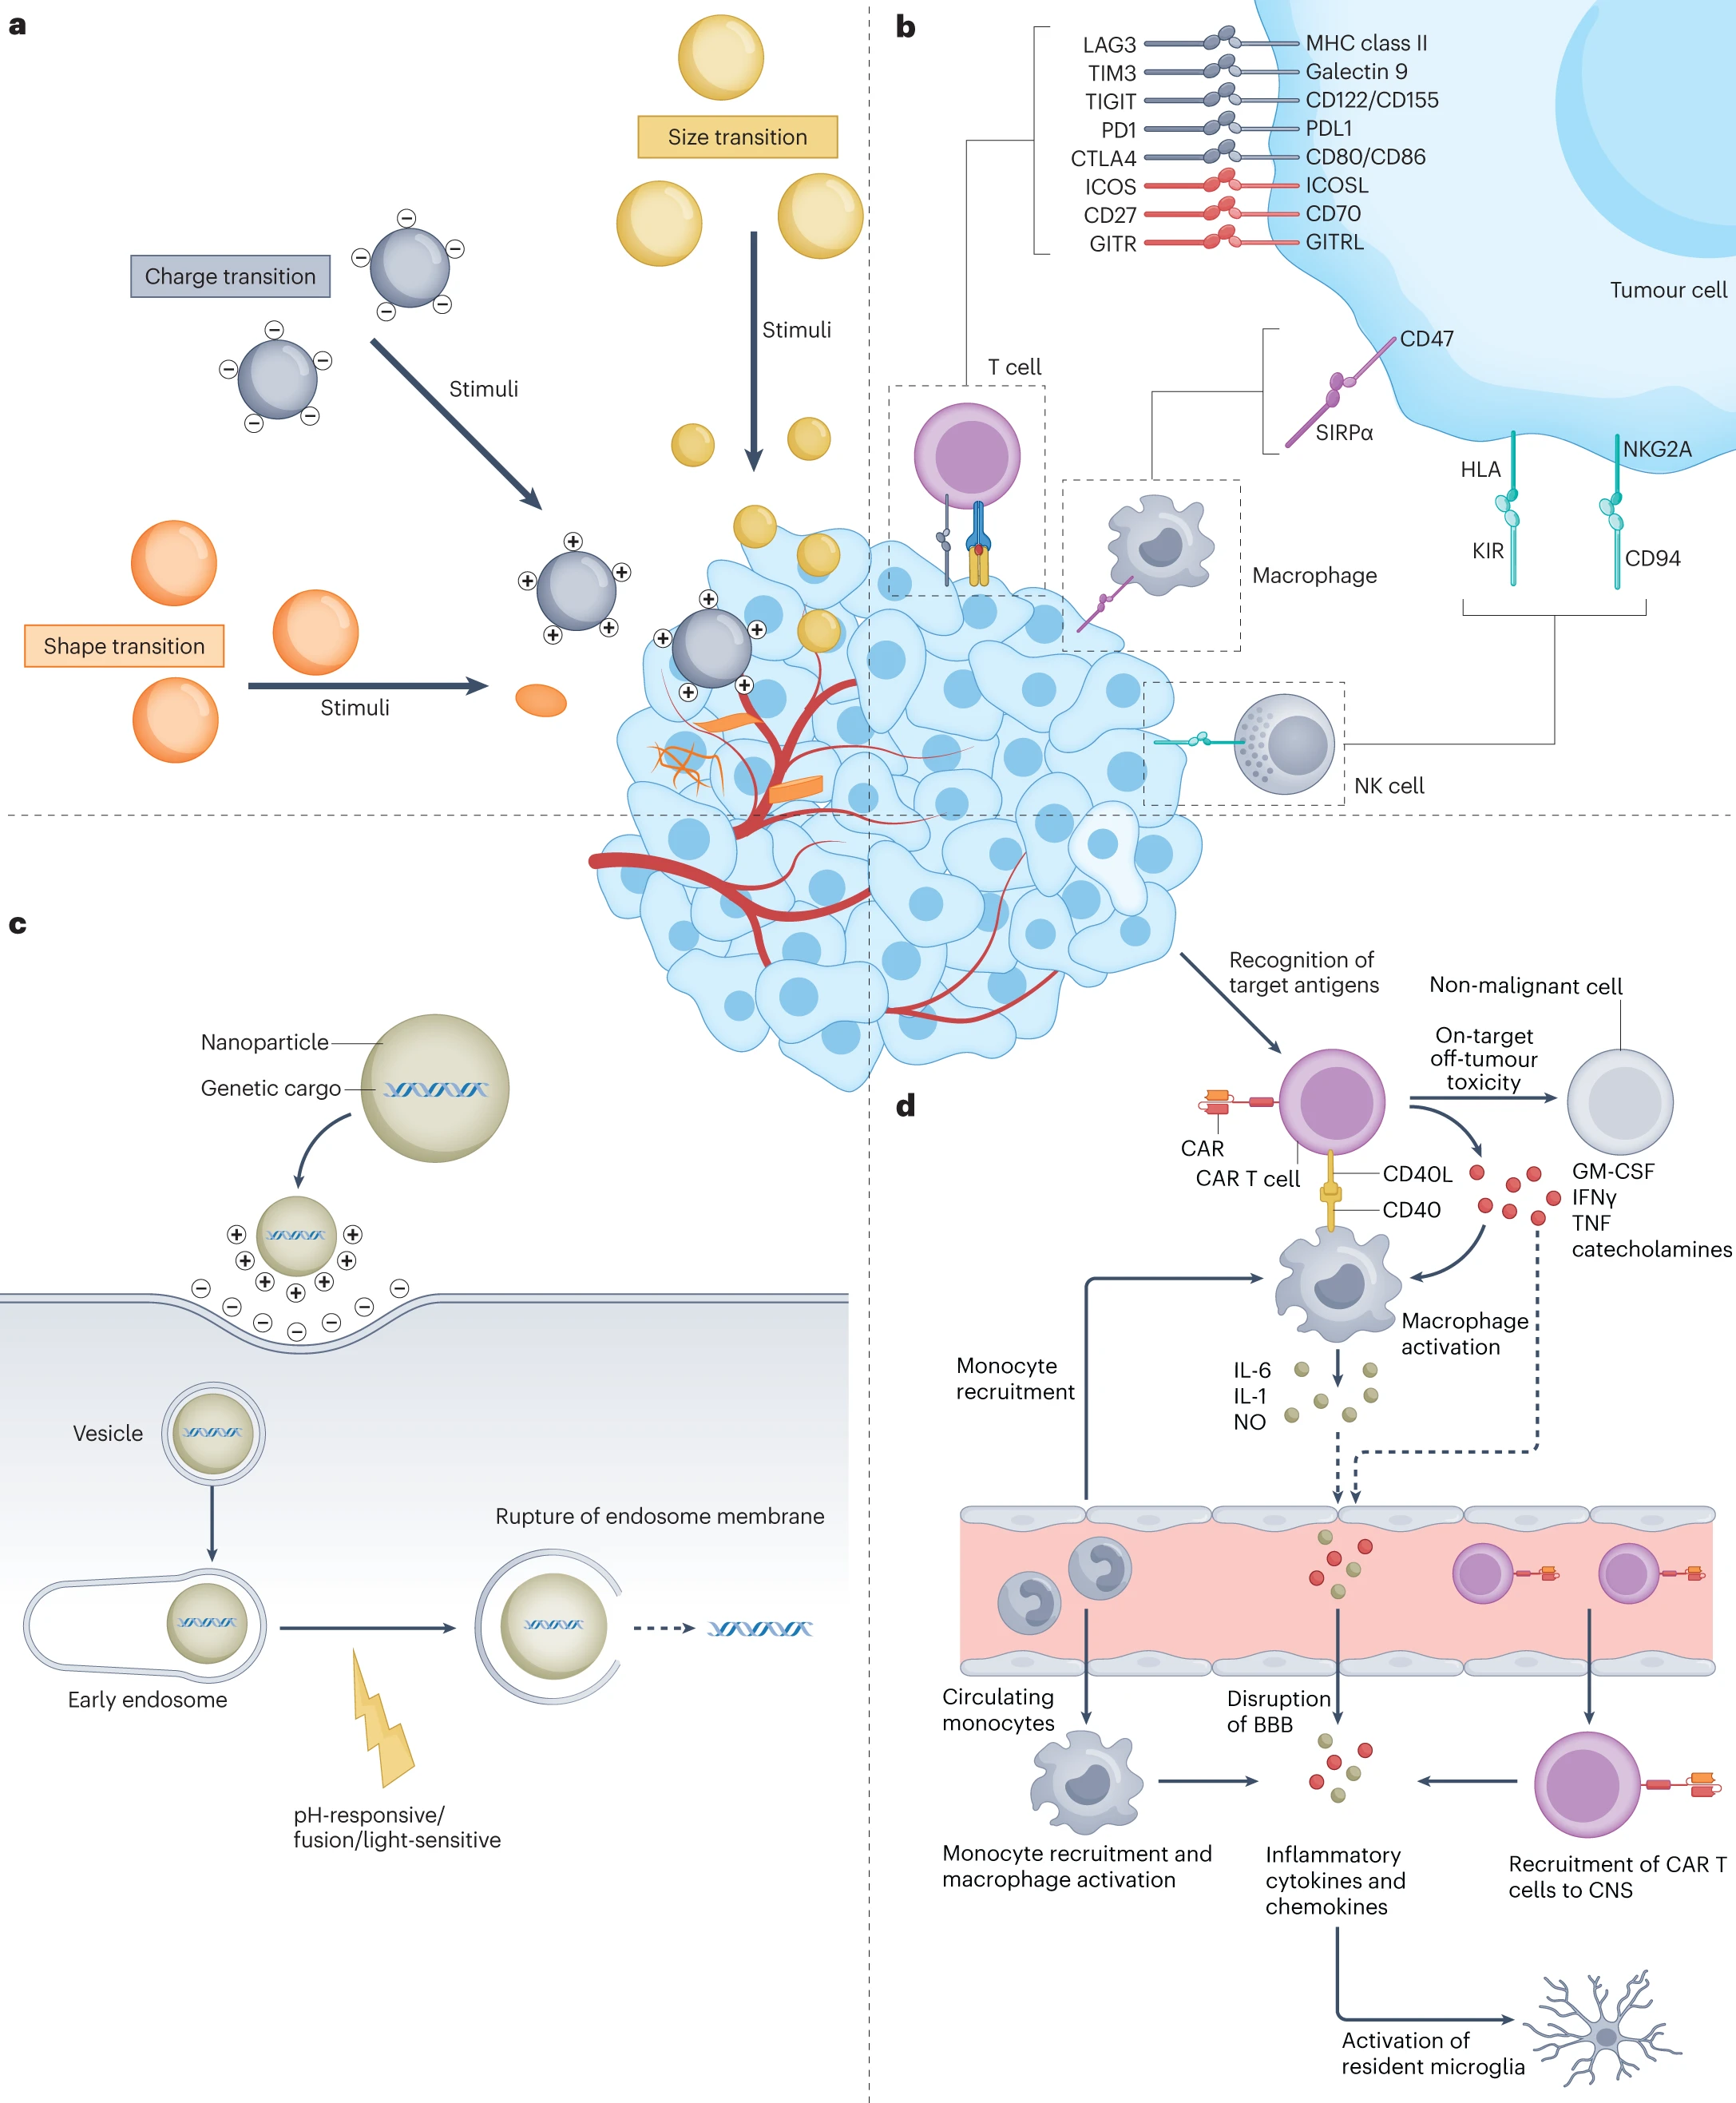 a
Size transition
Charge transition
Stimuli
Stimuli
Shape transition
Stimuli
b
LAG3
MHC class II
TIM3
Galectin 9
TIGIT
CD122/CD155
PD1
PDL1
CTLA4
CD80/CD86
ICOS
ICOSL
CD27
CD70
GITR
GITRL
Tumour cell
CD47
SIRPα
T cell
Macrophage
HLA
NKG2A
KIR
CD94
NK cell
c
Nanoparticle
Genetic cargo
Vesicle
Rupture of endosome membrane
Early endosome
pH-responsive/
fusion/light-sensitive
d
Recognition of
target antigens
Non-malignant cell
On-target
off-tumour
toxicity
CAR
CAR T cell
CD40L
CD40
GM-CSF
IFNγ
TNF
catecholamines
Macrophage
activation
Monocyte
recruitment
IL-6
IL-1
NO
Circulating
monocytes
Disruption
of BBB
Monocyte recruitment and
macrophage activation
Inflammatory
cytokines and
chemokines
Recruitment of CAR T
cells to CNS
Activation of
resident microglia